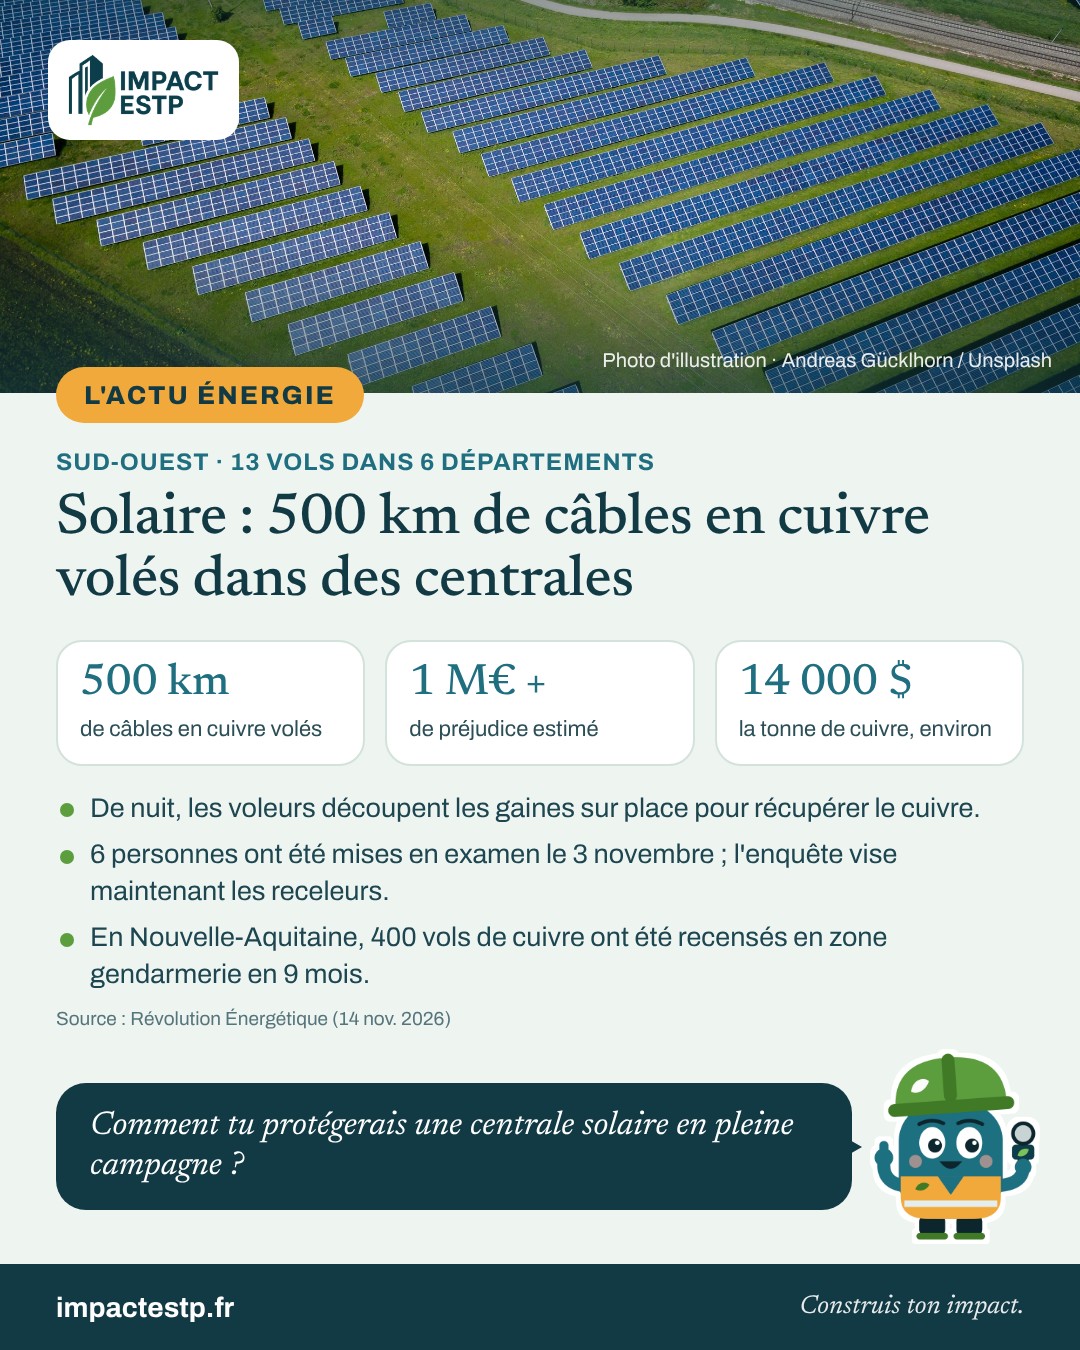 IMPACT
ESTP
Photo d'illustration · Andreas Gücklhorn / Unsplash
L'ACTU ÉNERGIE
SUD-OUEST · 13 VOLS DANS 6 DÉPARTEMENTS
Solaire : 500 km de câbles en cuivre
volés dans des centrales
500 km
de câbles en cuivre volés
1 M€ +
de préjudice estimé
14 000 $
la tonne de cuivre, environ
De nuit, les voleurs découpent les gaines sur place pour récupérer le cuivre.
6 personnes ont été mises en examen le 3 novembre ; l'enquête vise
maintenant les receleurs.
En Nouvelle-Aquitaine, 400 vols de cuivre ont été recensés en zone
gendarmerie en 9 mois.
Source : Révolution Énergétique (14 nov. 2026)
Comment tu protégerais une centrale solaire en pleine
campagne ?
impactestp.fr
Construis ton impact.